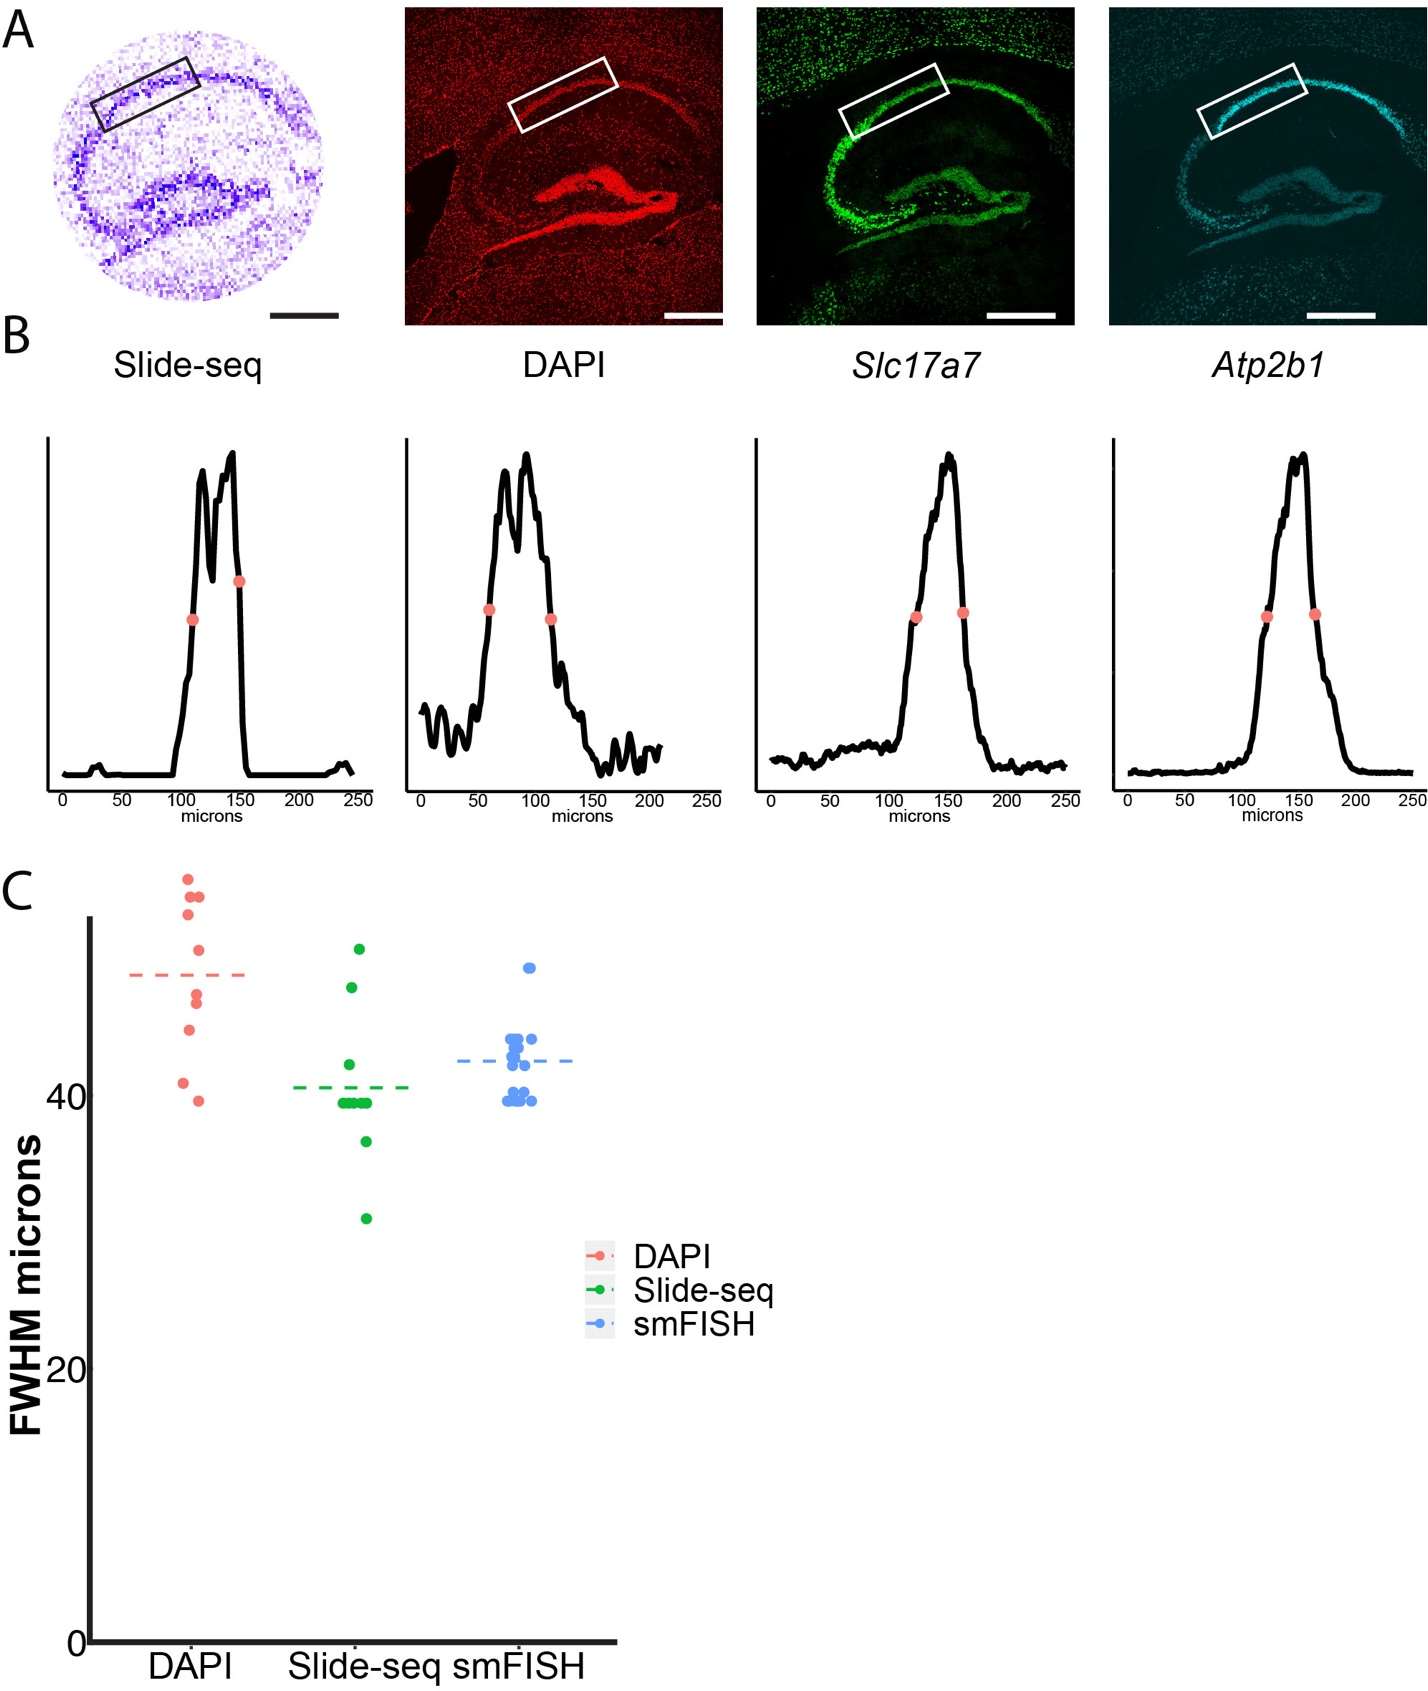 A
B
Slide-seq DAPI Slc17a7 Atp2b1
0 50 100 150 200 250 0 50 100 150 200 250 0 50 100 150 200 250 0 50 100 150 200 250
microns microns microns microns
C
FWHM microns
40
20
0
DAPI
Slide-seq
smFISH
DAPI Slide-seq smFISH